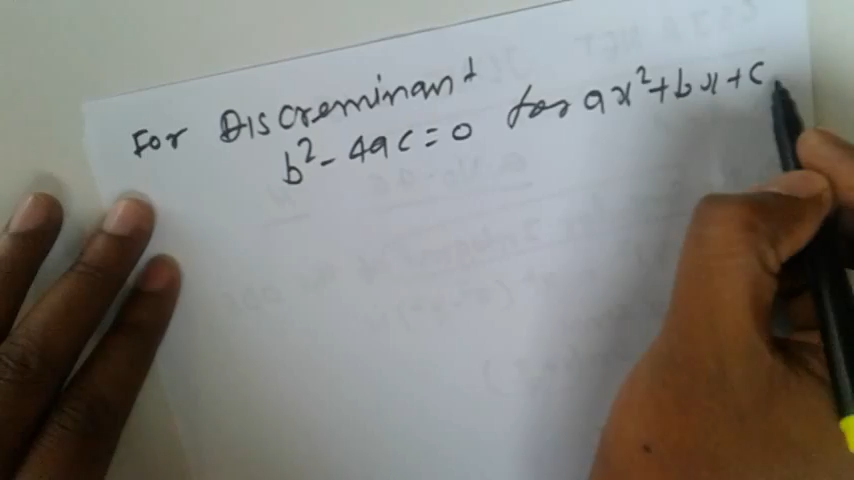 For Discreminant
b² - 4ac = 0 for ax² + bx + c